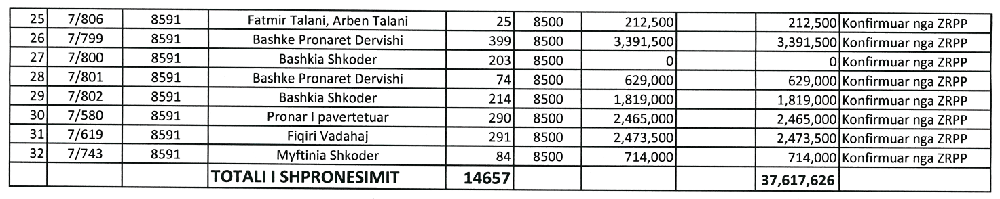 25 7/806 8591 Fatmir Talani, Arben Talani 25 8500 212,500 212,500 Konfirmuar nga ZRPP
26 7/799 8591 Bashke Pronaret Dervishi 399 8500 3,391,500 3,391,500 Konfirmuar nga ZRPP
27 7/800 8591 Bashkia Shkoder 203 8500 0 0 Konfirmuar nga ZRPP
28 7/801 8591 Bashke Pronaret Dervishi 74 8500 629,000 629,000 Konfirmuar nga ZRPP
29 7/802 8591 Bashkia Shkoder 214 8500 1,819,000 1,819,000 Konfirmuar nga ZRPP
30 7/580 8591 Pronar I pavertetuar 290 8500 2,465,000 2,465,000 Konfirmuar nga ZRPP
31 7/619 8591 Fiqiri Vadahaj 291 8500 2,473,500 2,473,500 Konfirmuar nga ZRPP
32 7/743 8591 Myftinia Shkoder 84 8500 714,000 714,000 Konfirmuar nga ZRPP
TOTALI I SHPRONESIMIT 14657 37,617,626